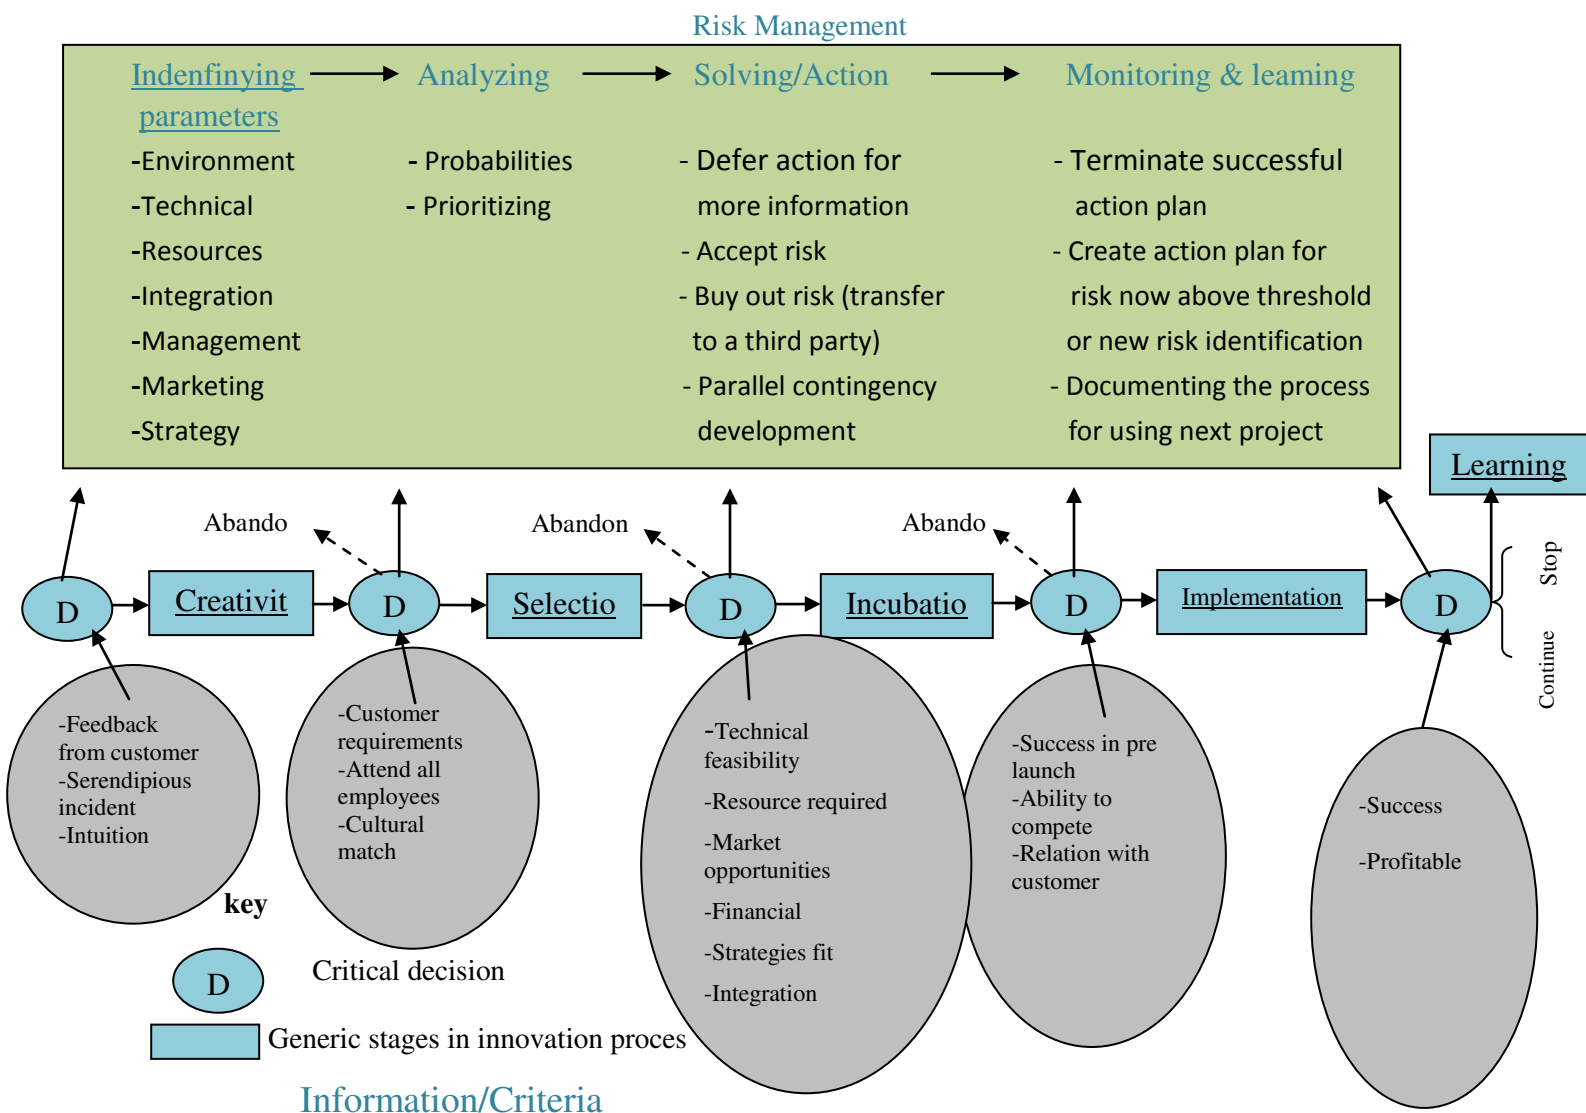 Risk Management
Indenfinying
parameters
Analyzing
Solving/Action
Monitoring & leaming
-Environment
-Technical
-Resources
-Integration
-Management
-Marketing
-Strategy
- Probabilities
- Prioritizing
- Defer action for
more information
- Accept risk
- Buy out risk (transfer
to a third party)
- Parallel contingency
development
- Terminate successful
action plan
- Create action plan for
risk now above threshold
or new risk identification
- Documenting the process
for using next project
Learning
Abando
Abandon
Abando
Stop
Continue
D
Creativit
D
Selectio
D
Incubatio
D
Implementation
D
-Feedback
from customer
-Serendipious
incident
-Intuition
-Customer
requirements
-Attend all
employees
-Cultural
match
-Technical
feasibility
-Resource required
-Market
opportunities
-Financial
-Strategies fit
-Integration
-Success in pre
launch
-Ability to
compete
-Relation with
customer
-Success
-Profitable
key
D
Critical decision
Generic stages in innovation proces
Information/Criteria